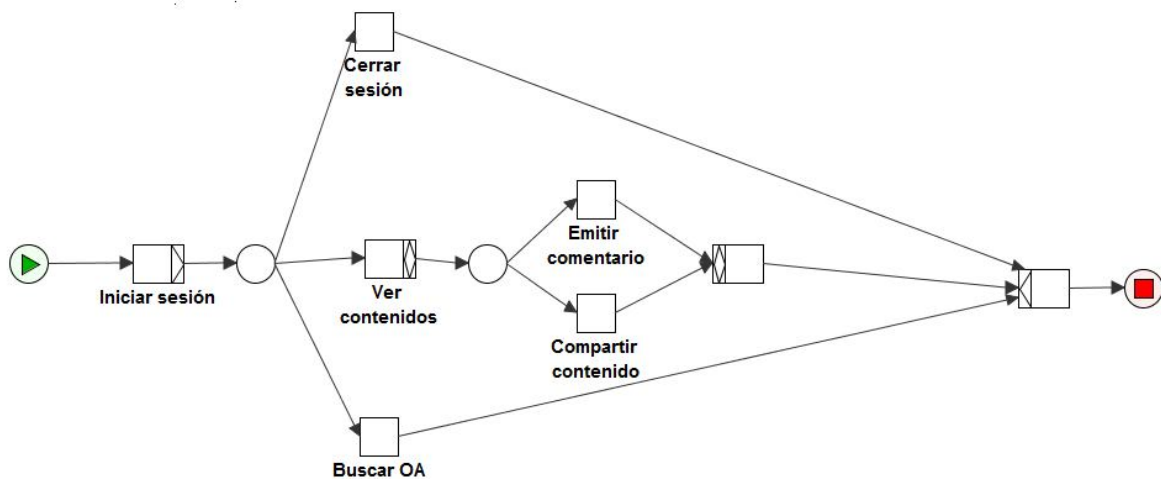 Cerrar
sesión
Iniciar sesión
Ver
contenidos
Emitir
comentario
Compartir
contenido
Buscar OA